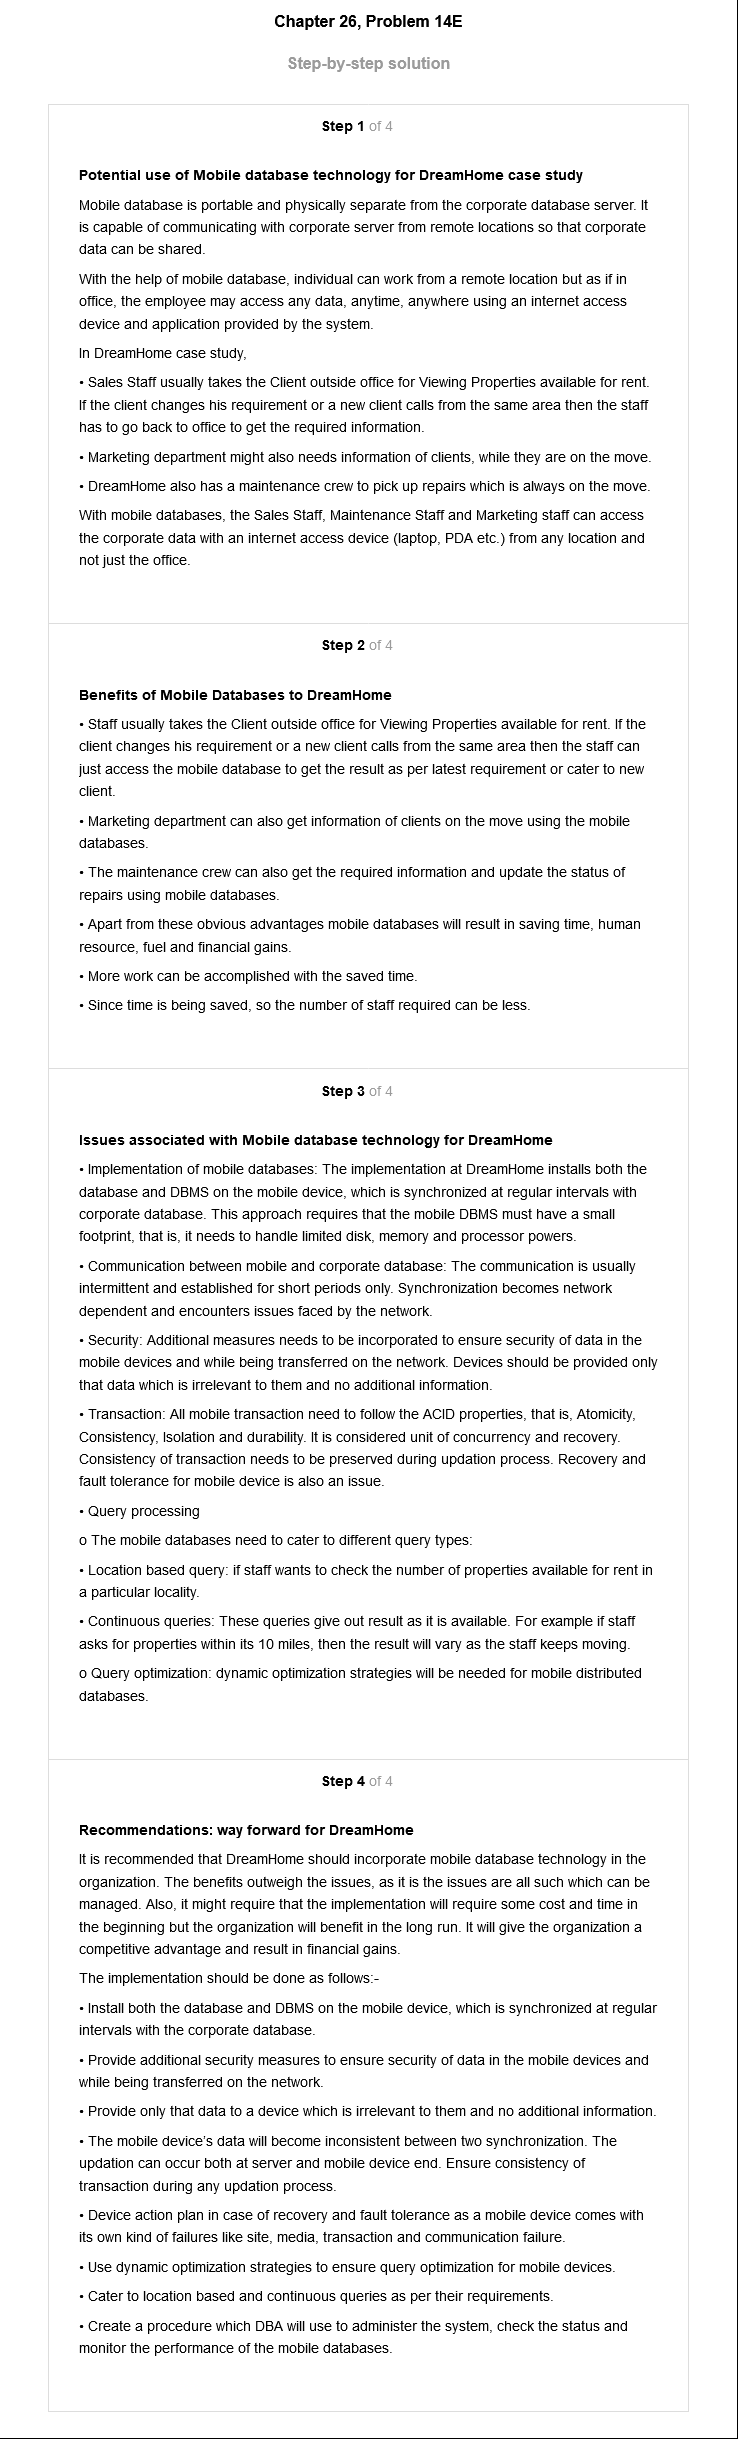 Chapter 26, Problem 14E
Step-by-step solution
Step 1 of 4
Potential use of Mobile database technology for DreamHome case study
Mobile database is portable and physically separate from the corporate database server. It
is capable of communicating with corporate server from remote locations so that corporate
data can be shared.
With the help of mobile database, individual can work from a remote location but as if in
office, the employee may access any data, anytime, anywhere using an internet access
device and application provided by the system.
In DreamHome case study,
• Sales Staff usually takes the Client outside office for Viewing Properties available for rent.
If the client changes his requirement or a new client calls from the same area then the staff
has to go back to office to get the required information.
• Marketing department might also needs information of clients, while they are on the move.
• DreamHome also has a maintenance crew to pick up repairs which is always on the move.
With mobile databases, the Sales Staff, Maintenance Staff and Marketing staff can access
the corporate data with an internet access device (laptop, PDA etc.) from any location and
not just the office.
Step 2 of 4
Benefits of Mobile Databases to DreamHome
• Staff usually takes the Client outside office for Viewing Properties available for rent. If the
client changes his requirement or a new client calls from the same area then the staff can
just access the mobile database to get the result as per latest requirement or cater to new
client.
• Marketing department can also get information of clients on the move using the mobile
databases.
• The maintenance crew can also get the required information and update the status of
repairs using mobile databases.
• Apart from these obvious advantages mobile databases will result in saving time, human
resource, fuel and financial gains.
• More work can be accomplished with the saved time.
• Since time is being saved, so the number of staff required can be less.
Step 3 of 4
Issues associated with Mobile database technology for DreamHome
• Implementation of mobile databases: The implementation at DreamHome installs both the
database and DBMS on the mobile device, which is synchronized at regular intervals with
corporate database. This approach requires that the mobile DBMS must have a small
footprint, that is, it needs to handle limited disk, memory and processor powers.
• Communication between mobile and corporate database: The communication is usually
intermittent and established for short periods only. Synchronization becomes network
dependent and encounters issues faced by the network.
• Security: Additional measures needs to be incorporated to ensure security of data in the
mobile devices and while being transferred on the network. Devices should be provided only
that data which is irrelevant to them and no additional information.
• Transaction: All mobile transaction need to follow the ACID properties, that is, Atomicity,
Consistency, Isolation and durability. It is considered unit of concurrency and recovery.
Consistency of transaction needs to be preserved during updation process. Recovery and
fault tolerance for mobile device is also an issue.
• Query processing
o The mobile databases need to cater to different query types:
• Location based query: if staff wants to check the number of properties available for rent in
a particular locality.
• Continuous queries: These queries give out result as it is available. For example if staff
asks for properties within its 10 miles, then the result will vary as the staff keeps moving.
o Query optimization: dynamic optimization strategies will be needed for mobile distributed
databases.
Step 4 of 4
Recommendations: way forward for DreamHome
It is recommended that DreamHome should incorporate mobile database technology in the
organization. The benefits outweigh the issues, as it is the issues are all such which can be
managed. Also, it might require that the implementation will require some cost and time in
the beginning but the organization will benefit in the long run. It will give the organization a
competitive advantage and result in financial gains.
The implementation should be done as follows:-
• Install both the database and DBMS on the mobile device, which is synchronized at regular
intervals with the corporate database.
• Provide additional security measures to ensure security of data in the mobile devices and
while being transferred on the network.
• Provide only that data to a device which is irrelevant to them and no additional information.
• The mobile device's data will become inconsistent between two synchronization. The
updation can occur both at server and mobile device end. Ensure consistency of
transaction during any updation process.
• Device action plan in case of recovery and fault tolerance as a mobile device comes with
its own kind of failures like site, media, transaction and communication failure.
• Use dynamic optimization strategies to ensure query optimization for mobile devices.
• Cater to location based and continuous queries as per their requirements.
• Create a procedure which DBA will use to administer the system, check the status and
monitor the performance of the mobile databases.